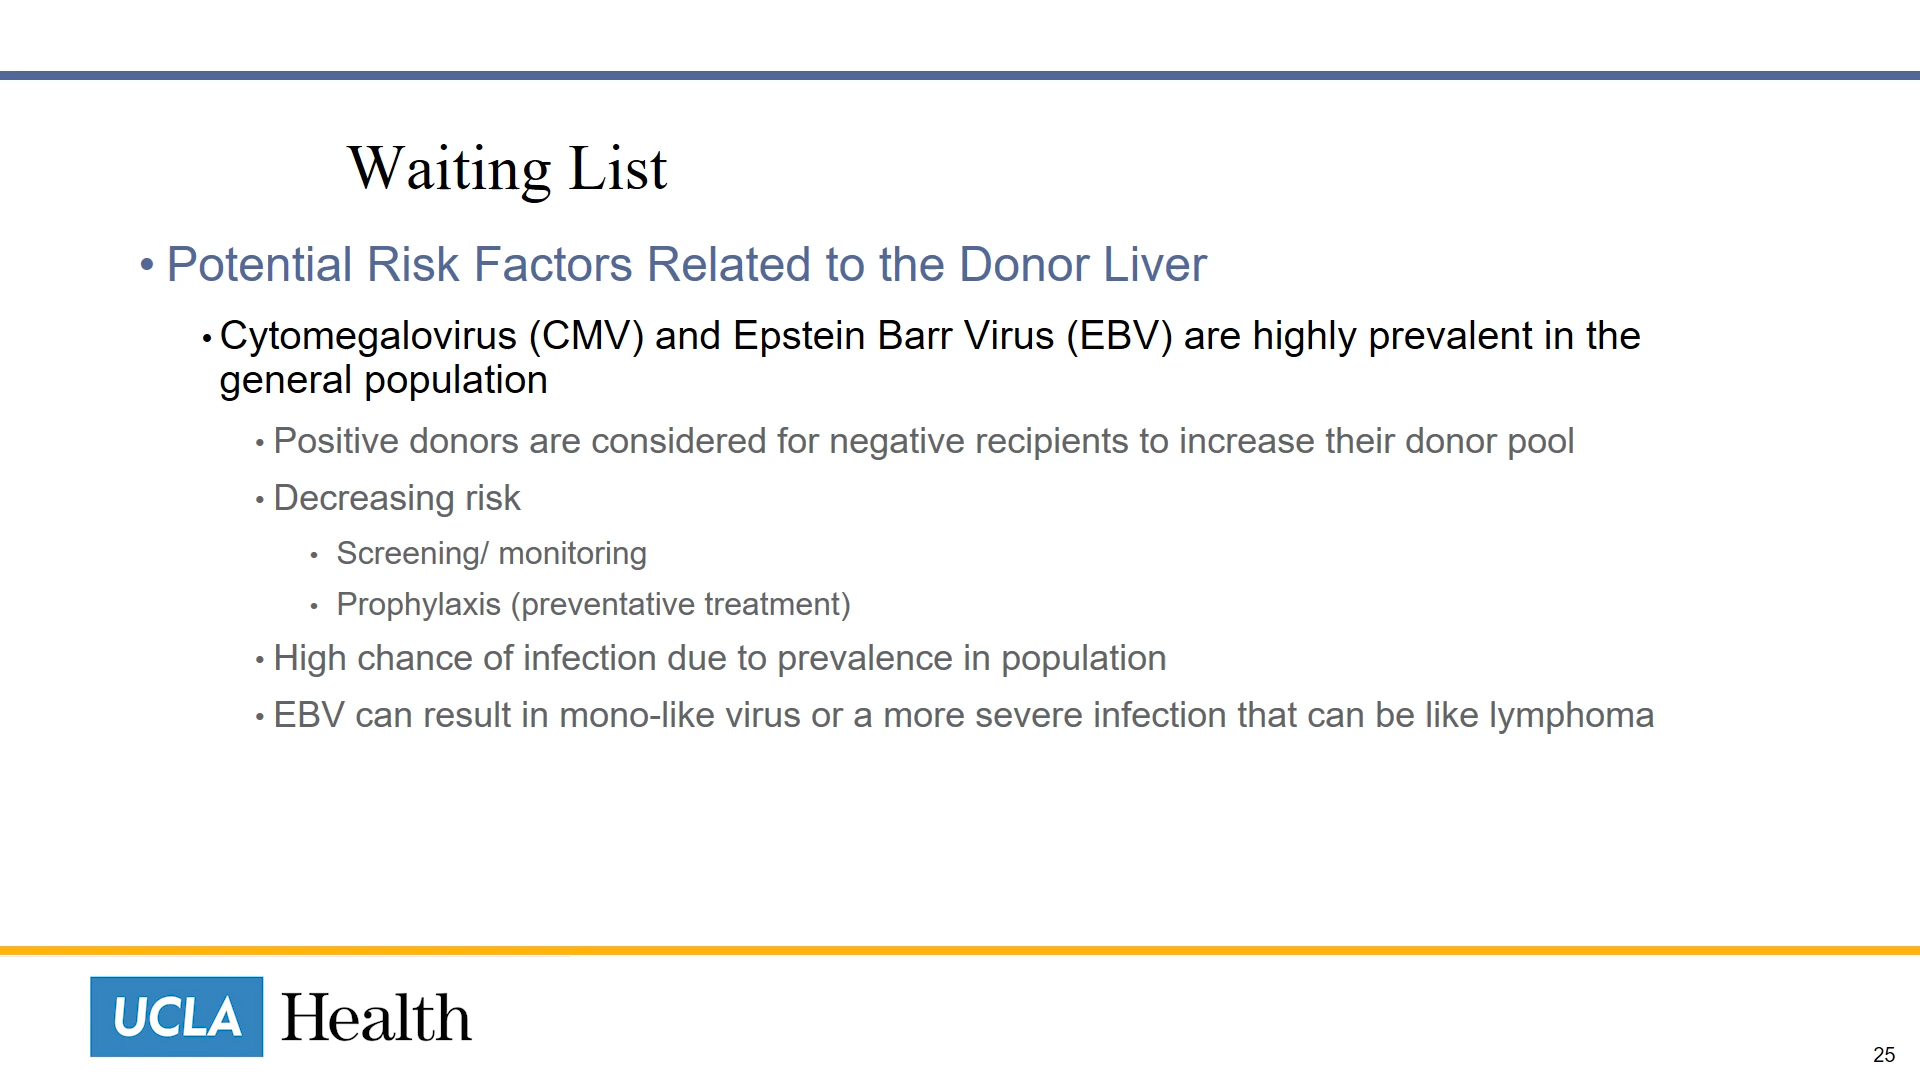 Waiting List
• Potential Risk Factors Related to the Donor Liver
• Cytomegalovirus (CMV) and Epstein Barr Virus (EBV) are highly prevalent in the
general population
• Positive donors are considered for negative recipients to increase their donor pool
• Decreasing risk
• Screening/ monitoring
• Prophylaxis (preventative treatment)
• High chance of infection due to prevalence in population
• EBV can result in mono-like virus or a more severe infection that can be like lymphoma
UCLA Health
25